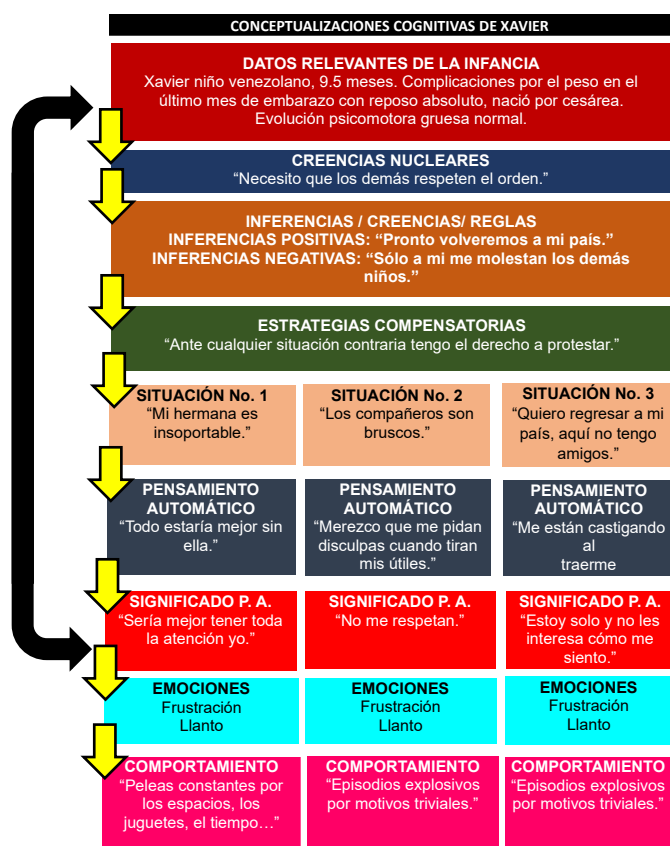 CONCEPTUALIZACIONES COGNITIVAS DE XAVIER
DATOS RELEVANTES DE LA INFANCIA
Xavier niño venezolano, 9.5 meses. Complicaciones por el peso en el
último mes de embarazo con reposo absoluto, nació por cesárea.
Evolución psicomotora gruesa normal.
CREENCIAS NUCLEARES
“Necesito que los demás respeten el orden.”
INFERENCIAS / CREENCIAS/ REGLAS
INFERENCIAS POSITIVAS: “Pronto volveremos a mi país.”
INFERENCIAS NEGATIVAS: “Sólo a mi me molestan los demás
niños.”
ESTRATEGIAS COMPENSATORIAS
“Ante cualquier situación contraria tengo el derecho a protestar.”
SITUACIÓN No. 1
“Mi hermana es
insoportable.”
SITUACIÓN No. 2
“Los compañeros son
bruscos.”
SITUACIÓN No. 3
“Quiero regresar a mi
país, aquí no tengo
amigos.”
PENSAMIENTO
AUTOMÁTICO
“Todo estaría mejor sin
ella.”
PENSAMIENTO
AUTOMÁTICO
“Merezco que me pidan
disculpas cuando tiran
mis útiles.”
PENSAMIENTO
AUTOMÁTICO
“Me están castigando
al
traerme
SIGNIFICADO P. A.
“Sería mejor tener toda
la atención yo.”
SIGNIFICADO P. A.
“No me respetan.”
SIGNIFICADO P. A.
“Estoy solo y no les
interesa cómo me
siento.”
EMOCIONES
Frustración
Llanto
EMOCIONES
Frustración
Llanto
EMOCIONES
Frustración
Llanto
COMPORTAMIENTO
“Peleas constantes por
los espacios, los
juguetes, el tiempo…”
COMPORTAMIENTO
“Episodios explosivos
por motivos triviales.”
COMPORTAMIENTO
“Episodios explosivos
por motivos triviales.”